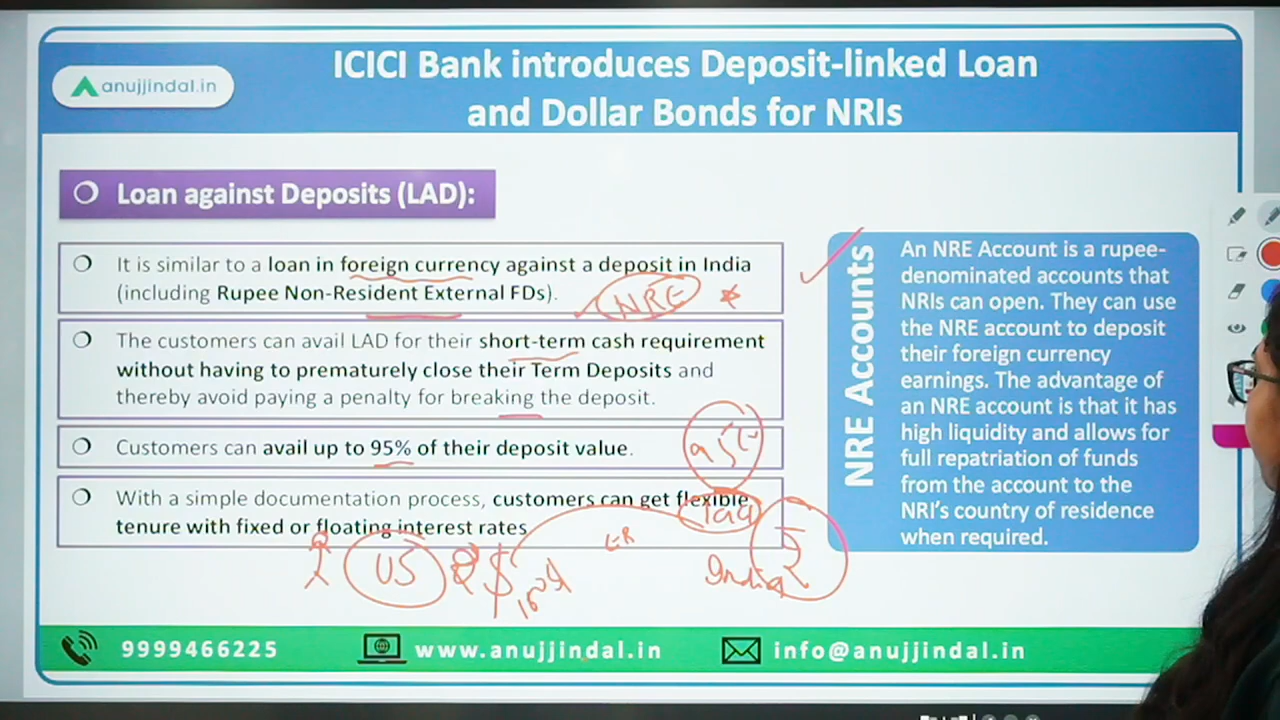 ICICI Bank introduces Deposit-linked Loan
and Dollar Bonds for NRIs
anujjindal.in
Loan against Deposits (LAD):
It is similar to a loan in foreign currency against a deposit in India
(including Rupee Non-Resident External FDs).
NRE
The customers can avail LAD for their short-term cash requirement
without having to prematurely close their Term Deposits and
thereby avoid paying a penalty for breaking the deposit.
Customers can avail up to 95% of their deposit value.
With a simple documentation process, customers can get flexible
tenure with fixed or floating interest rates
US
$
India
₹
NRE Accounts
An NRE Account is a rupee-
denominated accounts that
NRIs can open. They can use
the NRE account to deposit
their foreign currency
earnings. The advantage of
an NRE account is that it has
high liquidity and allows for
full repatriation of funds
from the account to the
NRI's country of residence
when required.
9999466225
www.anujjindal.in
info@anujjindal.in